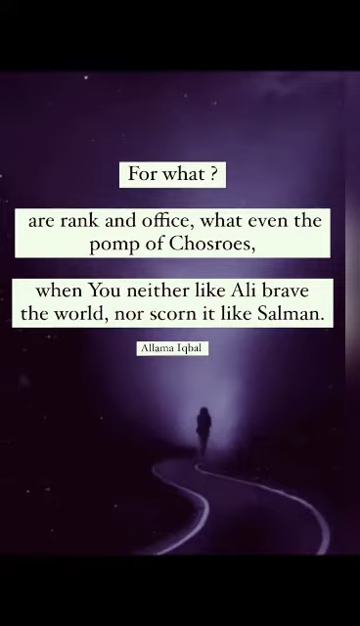 For what ?
are rank and office, what even the
pomp of Chosroes,
when You neither like Ali brave
the world, nor scorn it like Salman.
Allama Iqbal